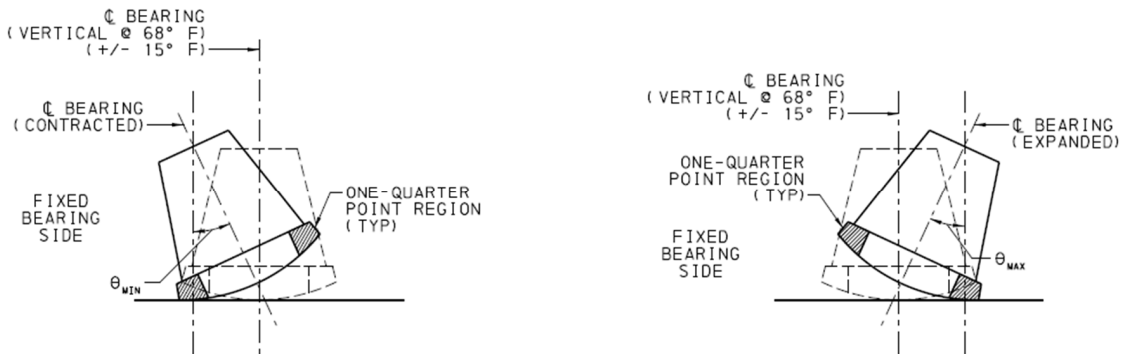 ℄ BEARING
(VERTICAL @ 68° F)
(+/- 15° F)
℄ BEARING
(CONTRACTED)
FIXED
BEARING
SIDE
ONE-QUARTER
POINT REGION
(TYP)
θMIN
℄ BEARING
(VERTICAL @ 68° F)
(+/- 15° F)
℄ BEARING
(EXPANDED)
ONE-QUARTER
POINT REGION
(TYP)
FIXED
BEARING
SIDE
θMAX